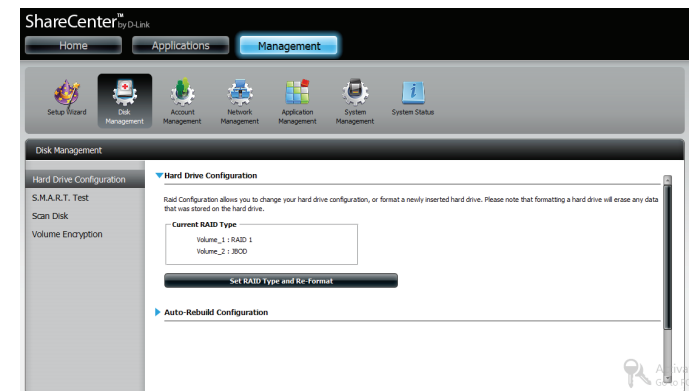 ShareCenter™ by D-Link
Home Applications Management
Setup Wizard Disk Management Account Management Network Management Application Management System Management System Status
Disk Management
Hard Drive Configuration
S.M.A.R.T. Test
Scan Disk
Volume Encryption
Hard Drive Configuration
Raid Configuration allows you to change your hard drive configuration, or format a newly inserted hard drive. Please note that formatting a hard drive will erase any data
that was stored on the hard drive.
Current RAID Type
Volume_1 : RAID 1
Volume_2 : JBOD
Set RAID Type and Re-Format
Auto-Rebuild Configuration